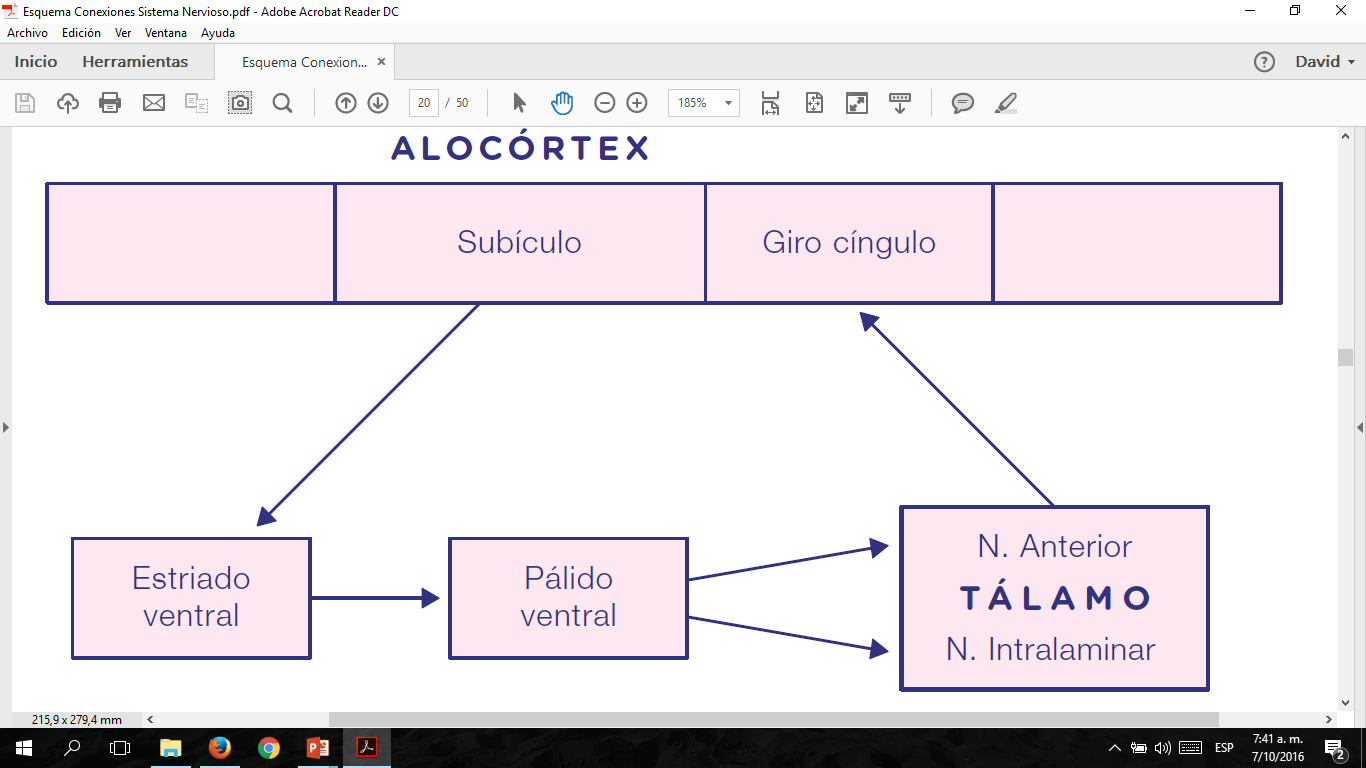 Esquema Conexiones Sistema Nervioso.pdf - Adobe Acrobat Reader DC
Archivo Edición Ver Ventana Ayuda
Inicio Herramientas Esquema Conexion... David
20 / 50 185%
ALOCÓRTEX
Subículo Giro cíngulo
Estriado ventral
Pálido ventral
N. Anterior
TÁLAMO
N. Intralaminar
215,9 x 279,4 mm
ESP 7:41 a. m.
7/10/2016 2